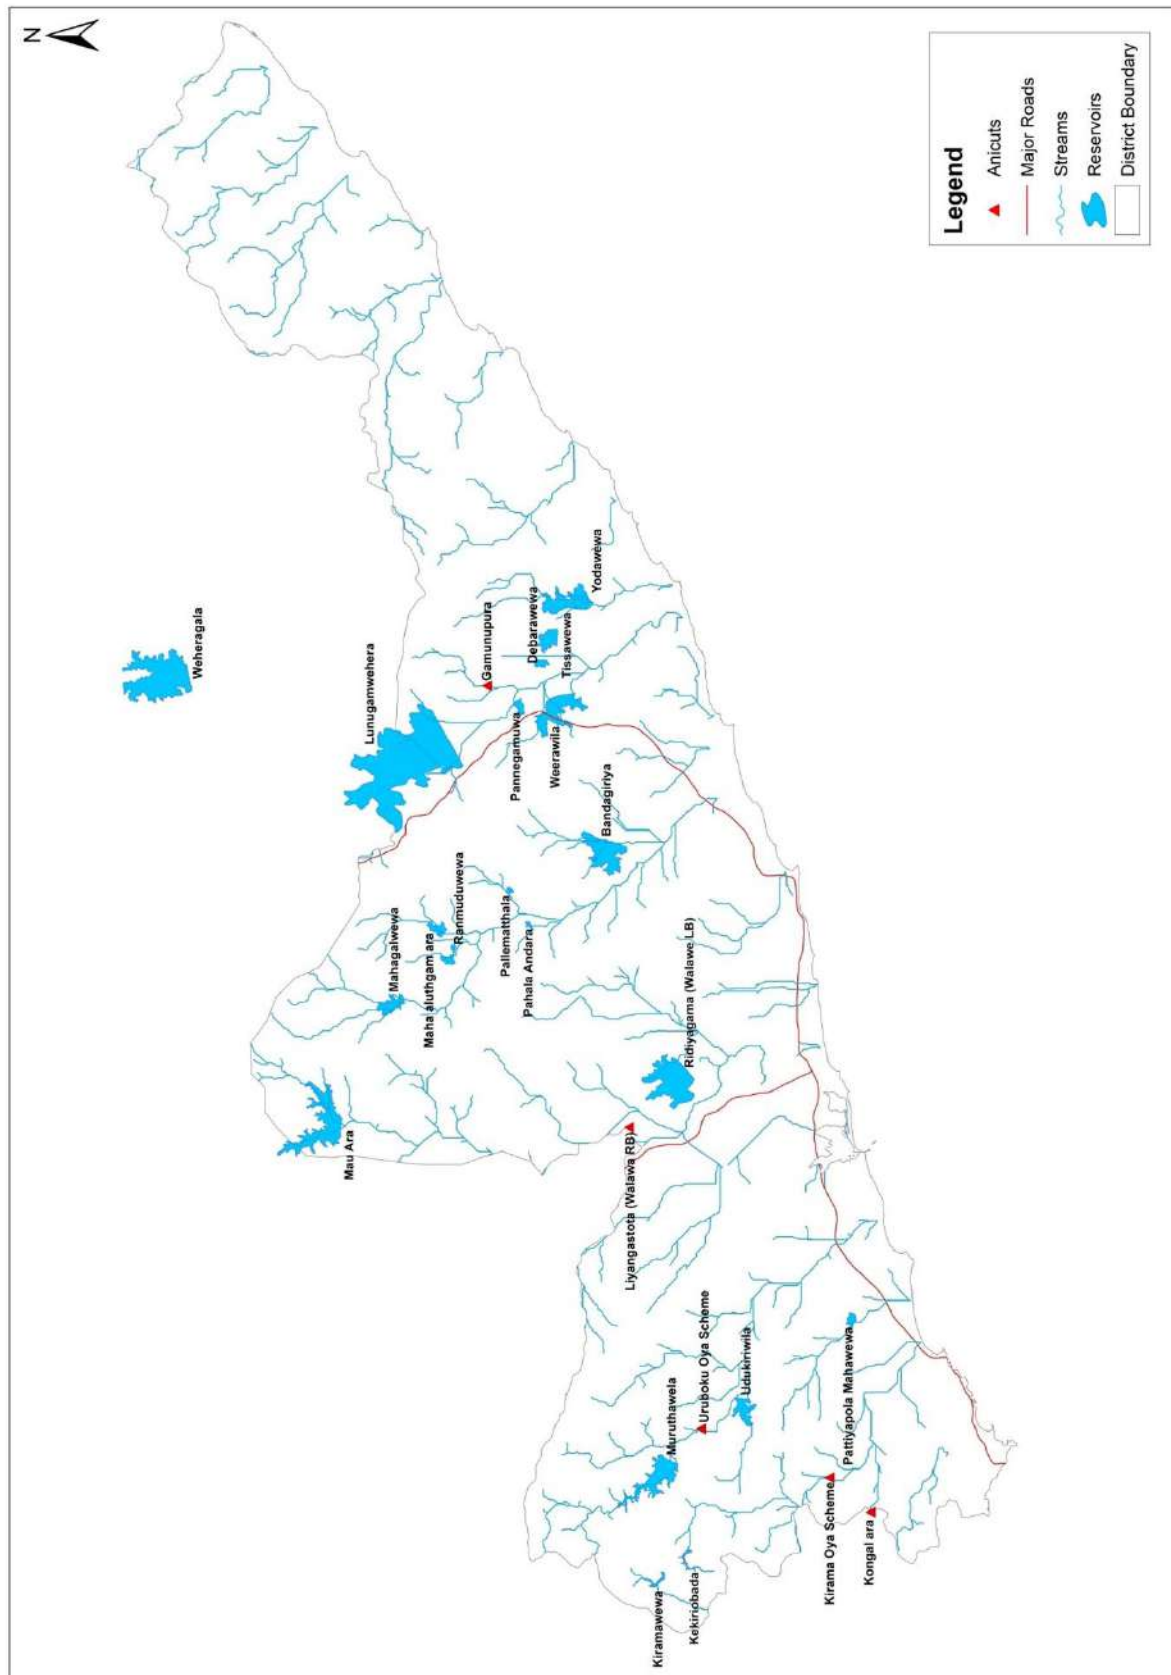 N
Weheragala
Lunugamwehera
Gamunupura
Debarawewa
Yodawewa
Tissawewa
Pannegamuwa
Weerawila
Bandagiriya
Mahagalwewa
Ranmuduwewa
Maha aluthgam ara
Pallematthala
Pahala Andara
Mau Ara
Ridiyagama (Walawe LB)
Liyangastota (Walawa RB)
Muruthawela
Uruboku Oya Scheme
Udukiriwila
Pattiyapola Mahawewa
Kiramawewa
Kekiriobada
Kirama Oya Scheme
Kongal ara
Legend
Anicuts
Major Roads
Streams
Reservoirs
District Boundary